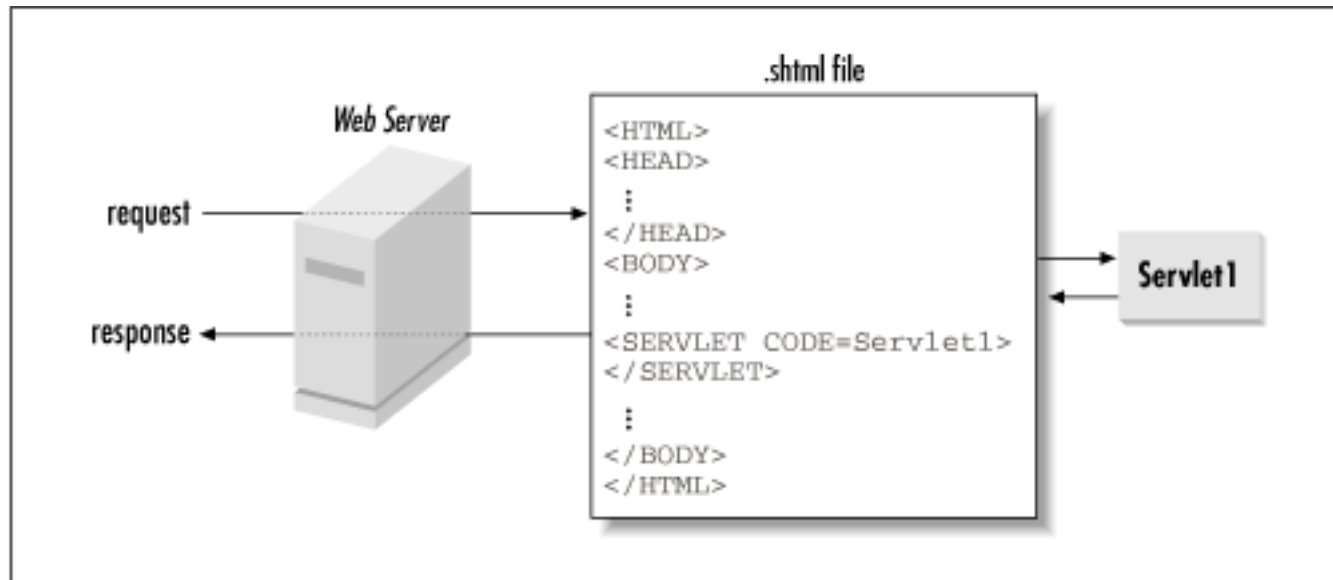 .shtml file
Web Server
request
response
<HTML>
<HEAD>
⋮
</HEAD>
<BODY>
⋮
<SERVLET CODE=Servlet1>
</SERVLET>
⋮
</BODY>
</HTML>
Servlet1